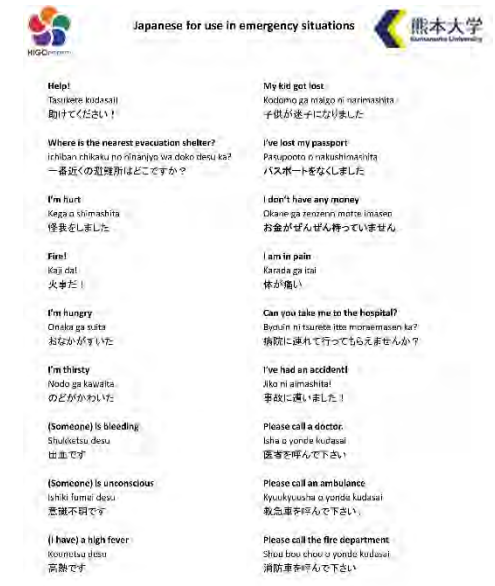 Japanese for use in emergency situations
熊本大学
Kumamoto University
HIGO
Help!
Tasukete kudasai!
助けてください！
Where is the nearest evacuation shelter?
Ichiban chikaku no hinanjyo wa doko desu ka?
一番近くの避難所はどこですか？
I'm hurt
Kega o shimashita
怪我をしました
Fire!
Kaji da!
火事だ！
I'm hungry
Onaka ga suita
おなかがすいた
I'm thirsty
Nodo ga kawaita
のどがかわいた
(Someone) is bleeding
Shukketsu desu
出血です
(Someone) is unconscious
Ishiki fumei desu
意識不明です
(I have) a high fever
Kounetsu desu
高熱です
My kid got lost
Kodomo ga maigo ni narimashita
子供が迷子になりました
I've lost my passport
Pasupooto o nakushimashita
パスポートをなくしました
I don't have any money
Okane ga zenzenn motte imasen
お金がぜんぜん持っていません
I am in pain
Karada ga itai
体が痛い
Can you take me to the hospital?
Byouin ni tsurete itte moraemasen ka?
病院に連れて行ってもらえませんか？
I've had an accident!
Jiko ni aimashita!
事故に遭いました！
Please call a doctor.
Isha o yonde kudasai
医者を呼んで下さい
Please call an ambulance
Kyuukyuusha o yonde kudasai
救急車を呼んで下さい
Please call the fire department
Shou bou chou o yonde kudasai
消防車を呼んで下さい